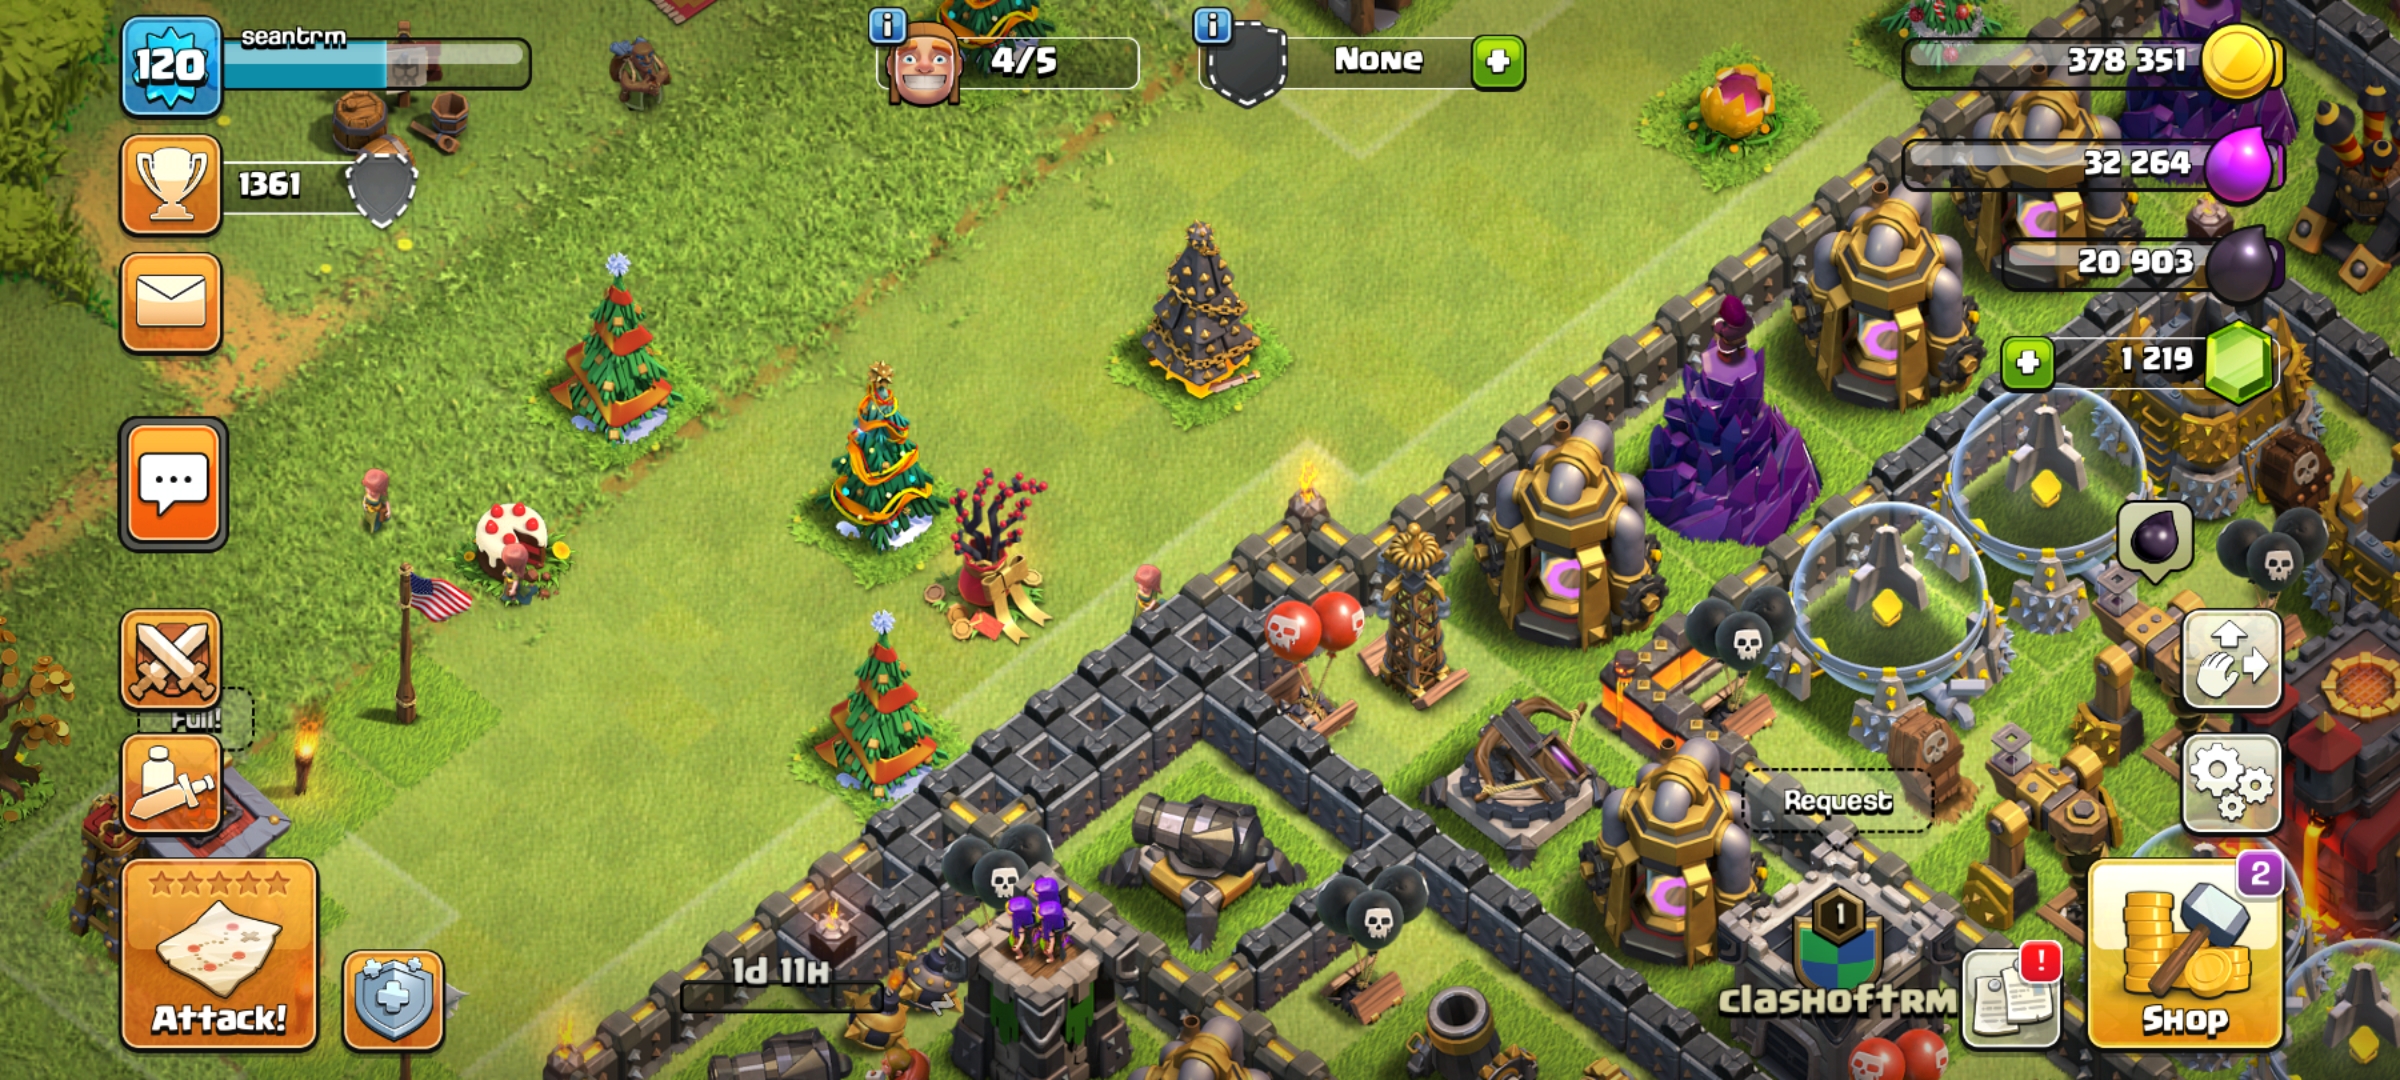 120
seantrm
4/5
None
378 351
1361
32 264
20 903
1 219
Full!
Request
1d 11H
1
clashoftrm
Attack!
!
2
Shop